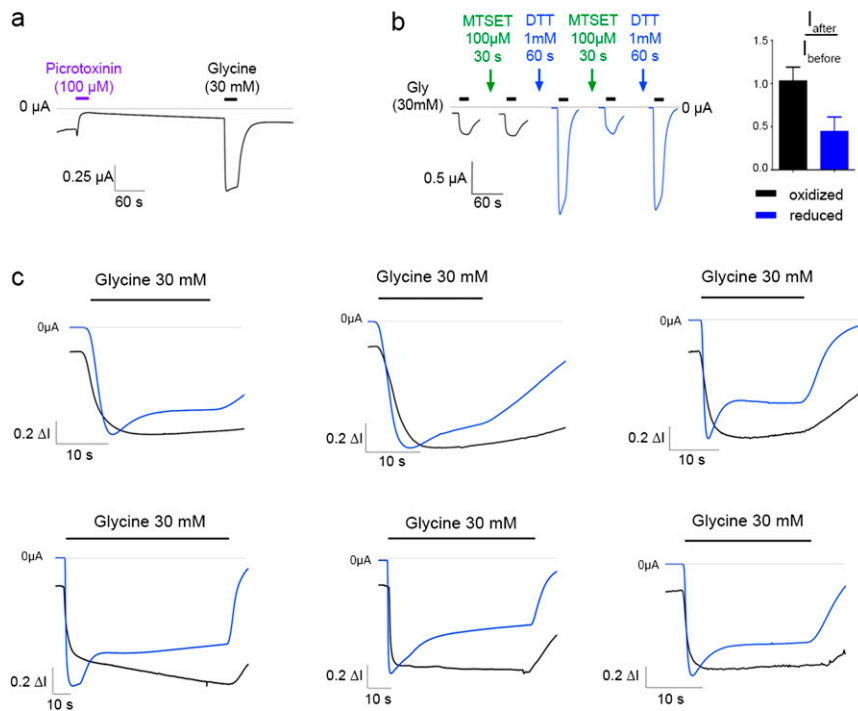 a
Picrotoxinin
(100 µM)
Glycine
(30 mM)
0 µA
0.25 µA
60 s
b
MTSET
100µM
30 s
DTT
1mM
60 s
MTSET
100µM
30 s
DTT
1mM
60 s
Gly
(30mM)
0 µA
0.5 µA
60 s
I after
I before
1.5
1.0
0.5
0.0
oxidized
reduced
c
Glycine 30 mM
0µA
0.2 ΔI
10 s
Glycine 30 mM
0µA
0.2 ΔI
10 s
Glycine 30 mM
0µA
0.2 ΔI
10 s
Glycine 30 mM
0µA
0.2 ΔI
10 s
Glycine 30 mM
0µA
0.2 ΔI
10 s
Glycine 30 mM
0µA
0.2 ΔI
10 s